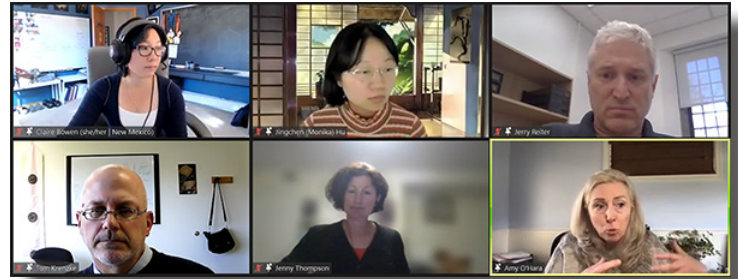 Claire Bowen (she/her | New Mexico)
Jingchen (Monika) Hu
Jerry Reiter
Tom Krenzke
Jenny Thompson
Amy O'Hara